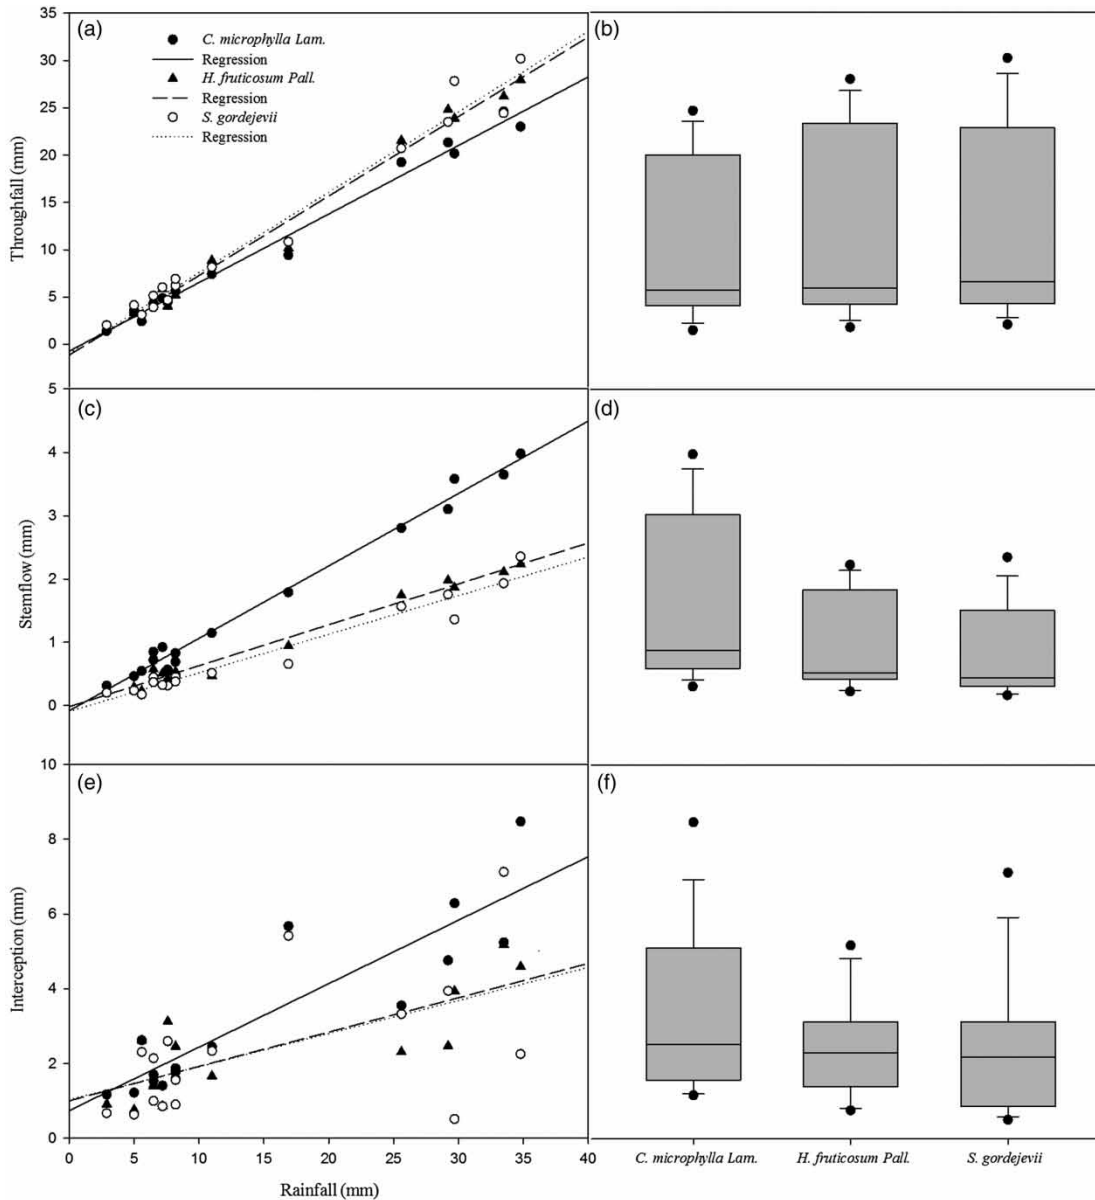 (a)
C. microphylla Lam.
Regression
H. fruticosum Pall.
Regression
S. gordejevii
Regression
Throughfall (mm)
35
30
25
20
15
10
5
0
5
(b)
(c)
Stemflow (mm)
4
3
2
1
0
10
(d)
(e)
Interception (mm)
8
6
4
2
0
0 5 10 15 20 25 30 35 40
Rainfall (mm)
(f)
C. microphylla Lam. H. fruticosum Pall. S. gordejevii